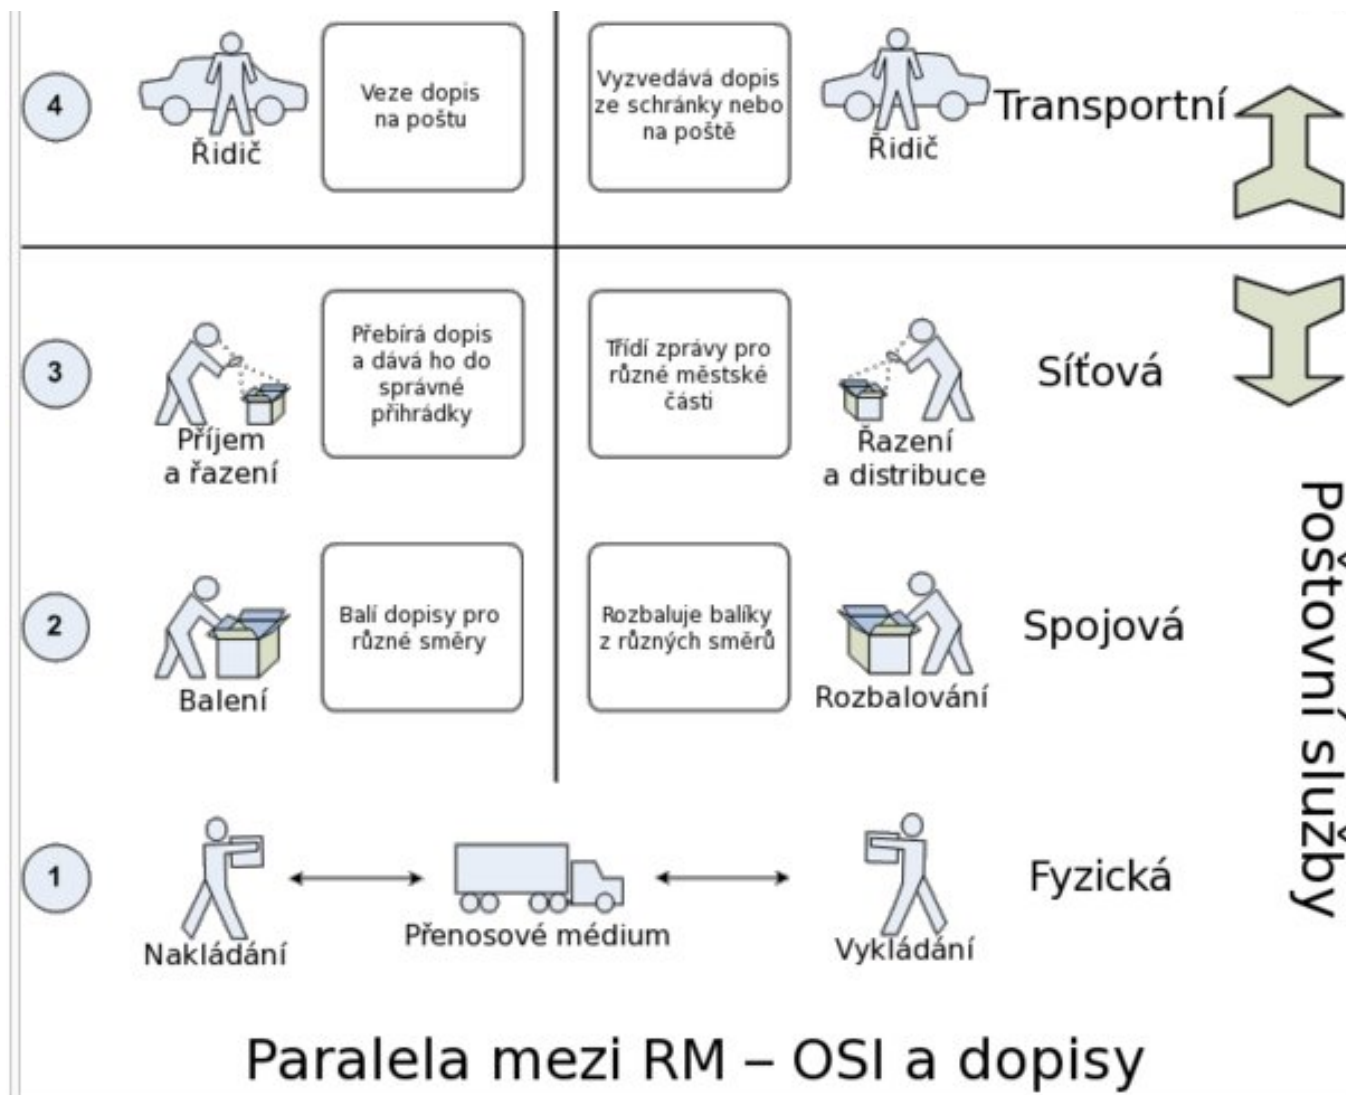 4
Řidič
Veze dopis
na poštu
Vyzvedává dopis
ze schránky nebo
na poště
Řidič
Transportní
3
Příjem
a řazení
Přebírá dopis
a dává ho do
správné
přihrádky
Třídí zprávy pro
různé městské
části
Řazení
a distribuce
Síťová
2
Balení
Balí dopisy pro
různé směry
Rozbaluje balíky
z různých směrů
Rozbalování
Spojová
Poštovní služby
1
Nakládání
Přenosové médium
Vykládání
Fyzická
Paralela mezi RM – OSI a dopisy